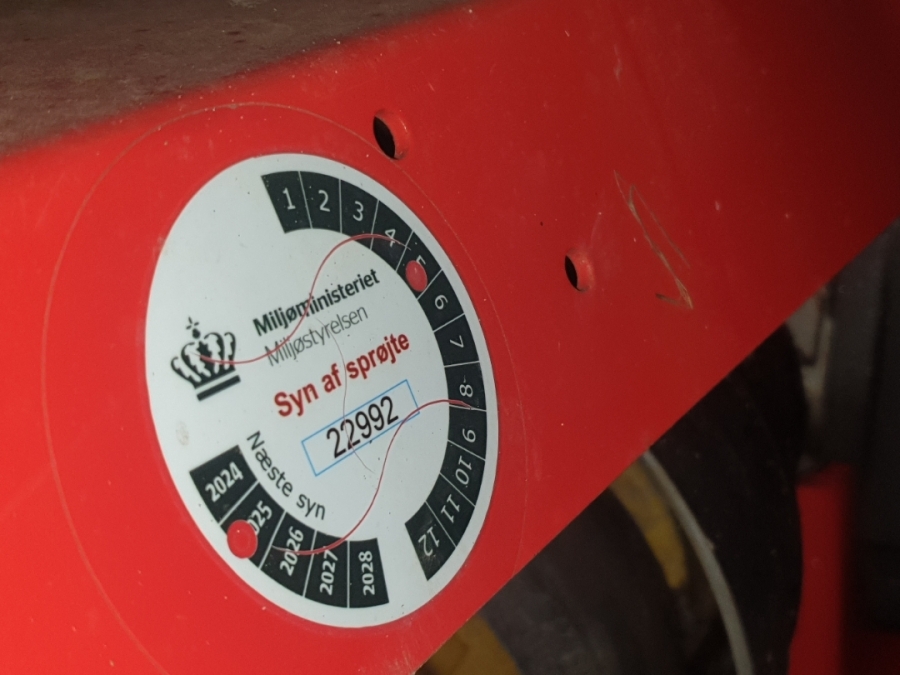 1 2 3 4 5 6 7 8 9 10 11 12
Miljøministeriet
Miljøstyrelsen
Syn af sprøjte
22992
Næste syn
2024 2025 2026 2027 2028